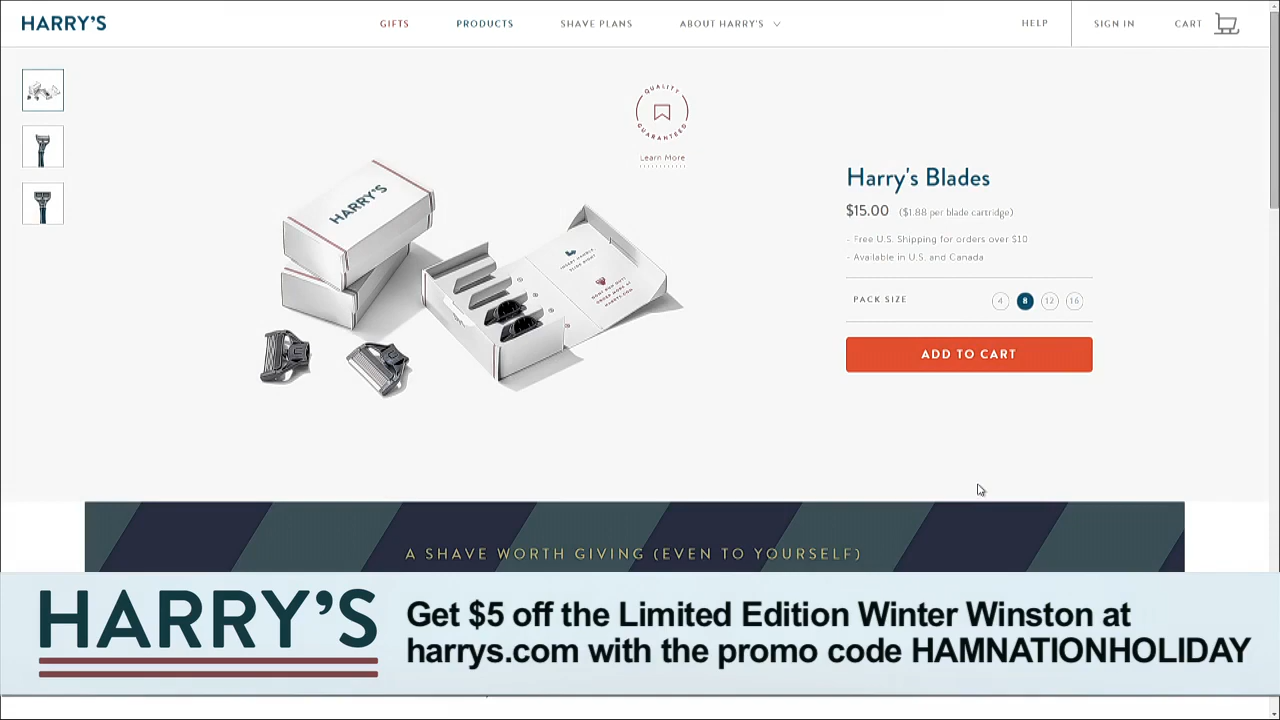 HARRY'S
GIFTS
PRODUCTS
SHAVE PLANS
ABOUT HARRY'S
HELP
SIGN IN
CART
QUALITY
GUARANTEED
Learn More
HARRY'S
Harry's Blades
$15.00 ($1.88 per blade cartridge)
- Free U.S. Shipping for orders over $10
- Available in U.S. and Canada
PACK SIZE 4 8 12 16
ADD TO CART
A SHAVE WORTH GIVING (EVEN TO YOURSELF)
HARRY'S
Get $5 off the Limited Edition Winter Winston at
harrys.com with the promo code HAMNATIONHOLIDAY